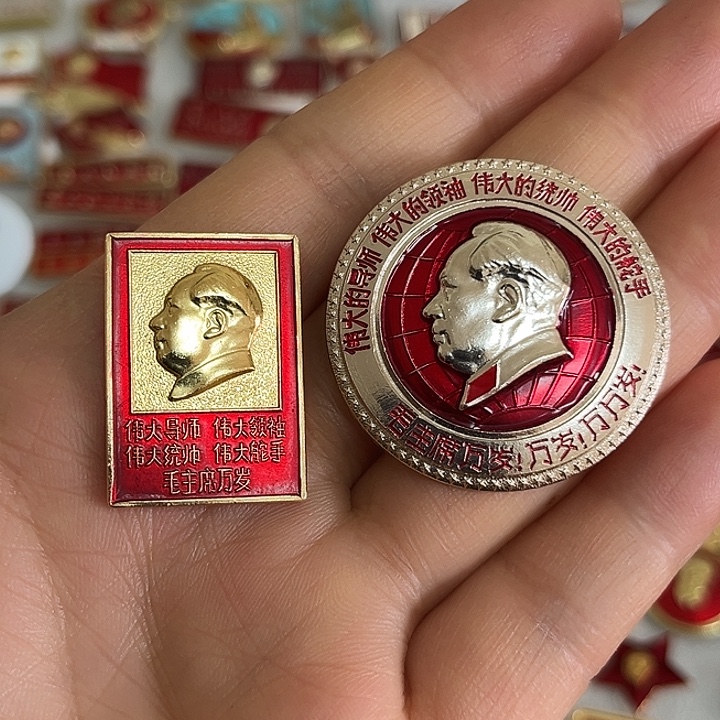 伟大导师 伟大领袖
伟大统帅 伟大舵手
毛主席万岁
伟大的导师 伟大的领袖 伟大的统帅 伟大的舵手
毛主席万岁!万岁!万万岁!